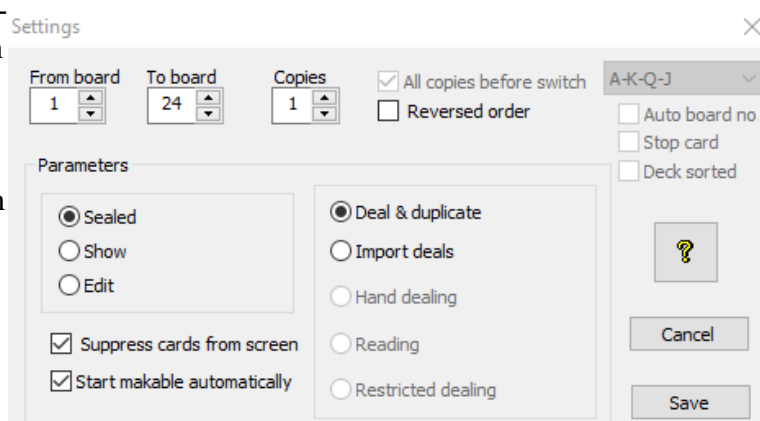 Settings
From board To board Copies
1 24 1
All copies before switch
Reversed order
A-K-Q-J
Auto board no
Stop card
Deck sorted
Parameters
Sealed
Show
Edit
Suppress cards from screen
Start makable automatically
Deal & duplicate
Import deals
Hand dealing
Reading
Restricted dealing
?
Cancel
Save